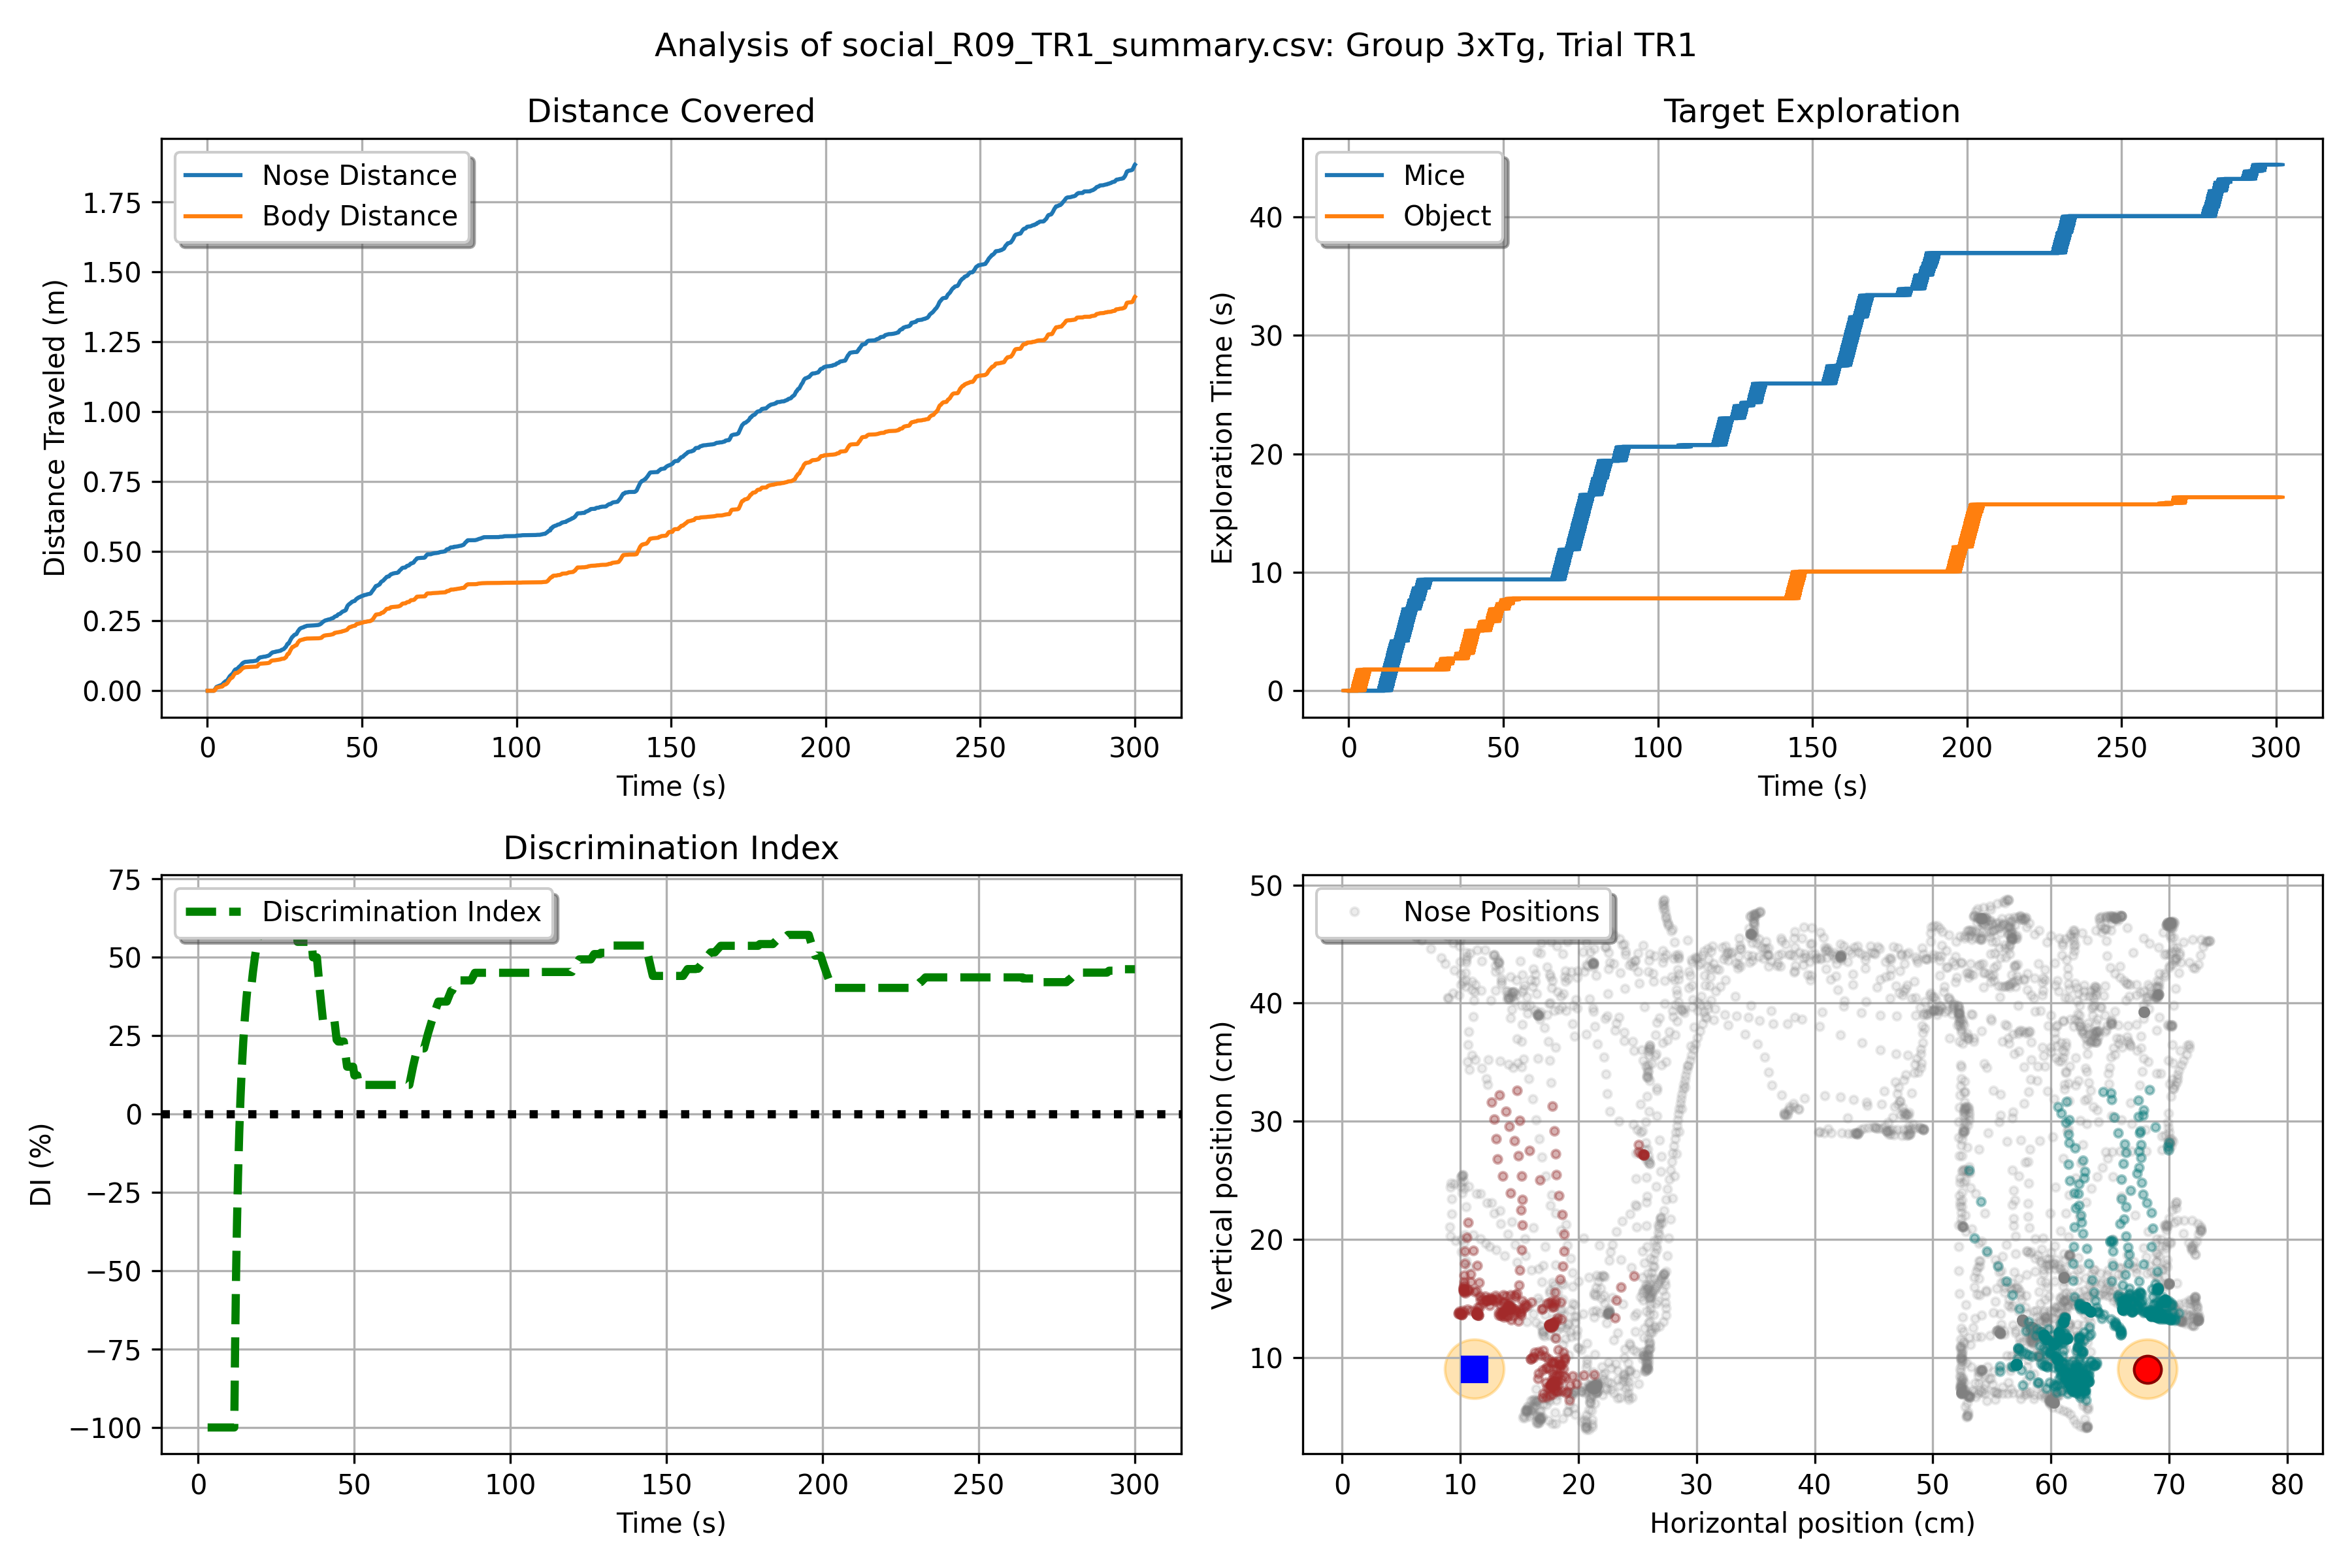 Analysis of social_R09_TR1_summary.csv: Group 3xTg, Trial TR1
Distance Covered
Nose Distance
Body Distance
Distance Traveled (m)
1.75
1.50
1.25
1.00
0.75
0.50
0.25
0.00
0 50 100 150 200 250 300
Time (s)
Target Exploration
Mice
Object
Exploration Time (s)
40
30
20
10
0
0 50 100 150 200 250 300
Time (s)
Discrimination Index
Discrimination Index
DI (%)
75
50
25
0
−25
−50
−75
−100
0 50 100 150 200 250 300
Time (s)
Nose Positions
Vertical position (cm)
50
40
30
20
10
0 10 20 30 40 50 60 70 80
Horizontal position (cm)